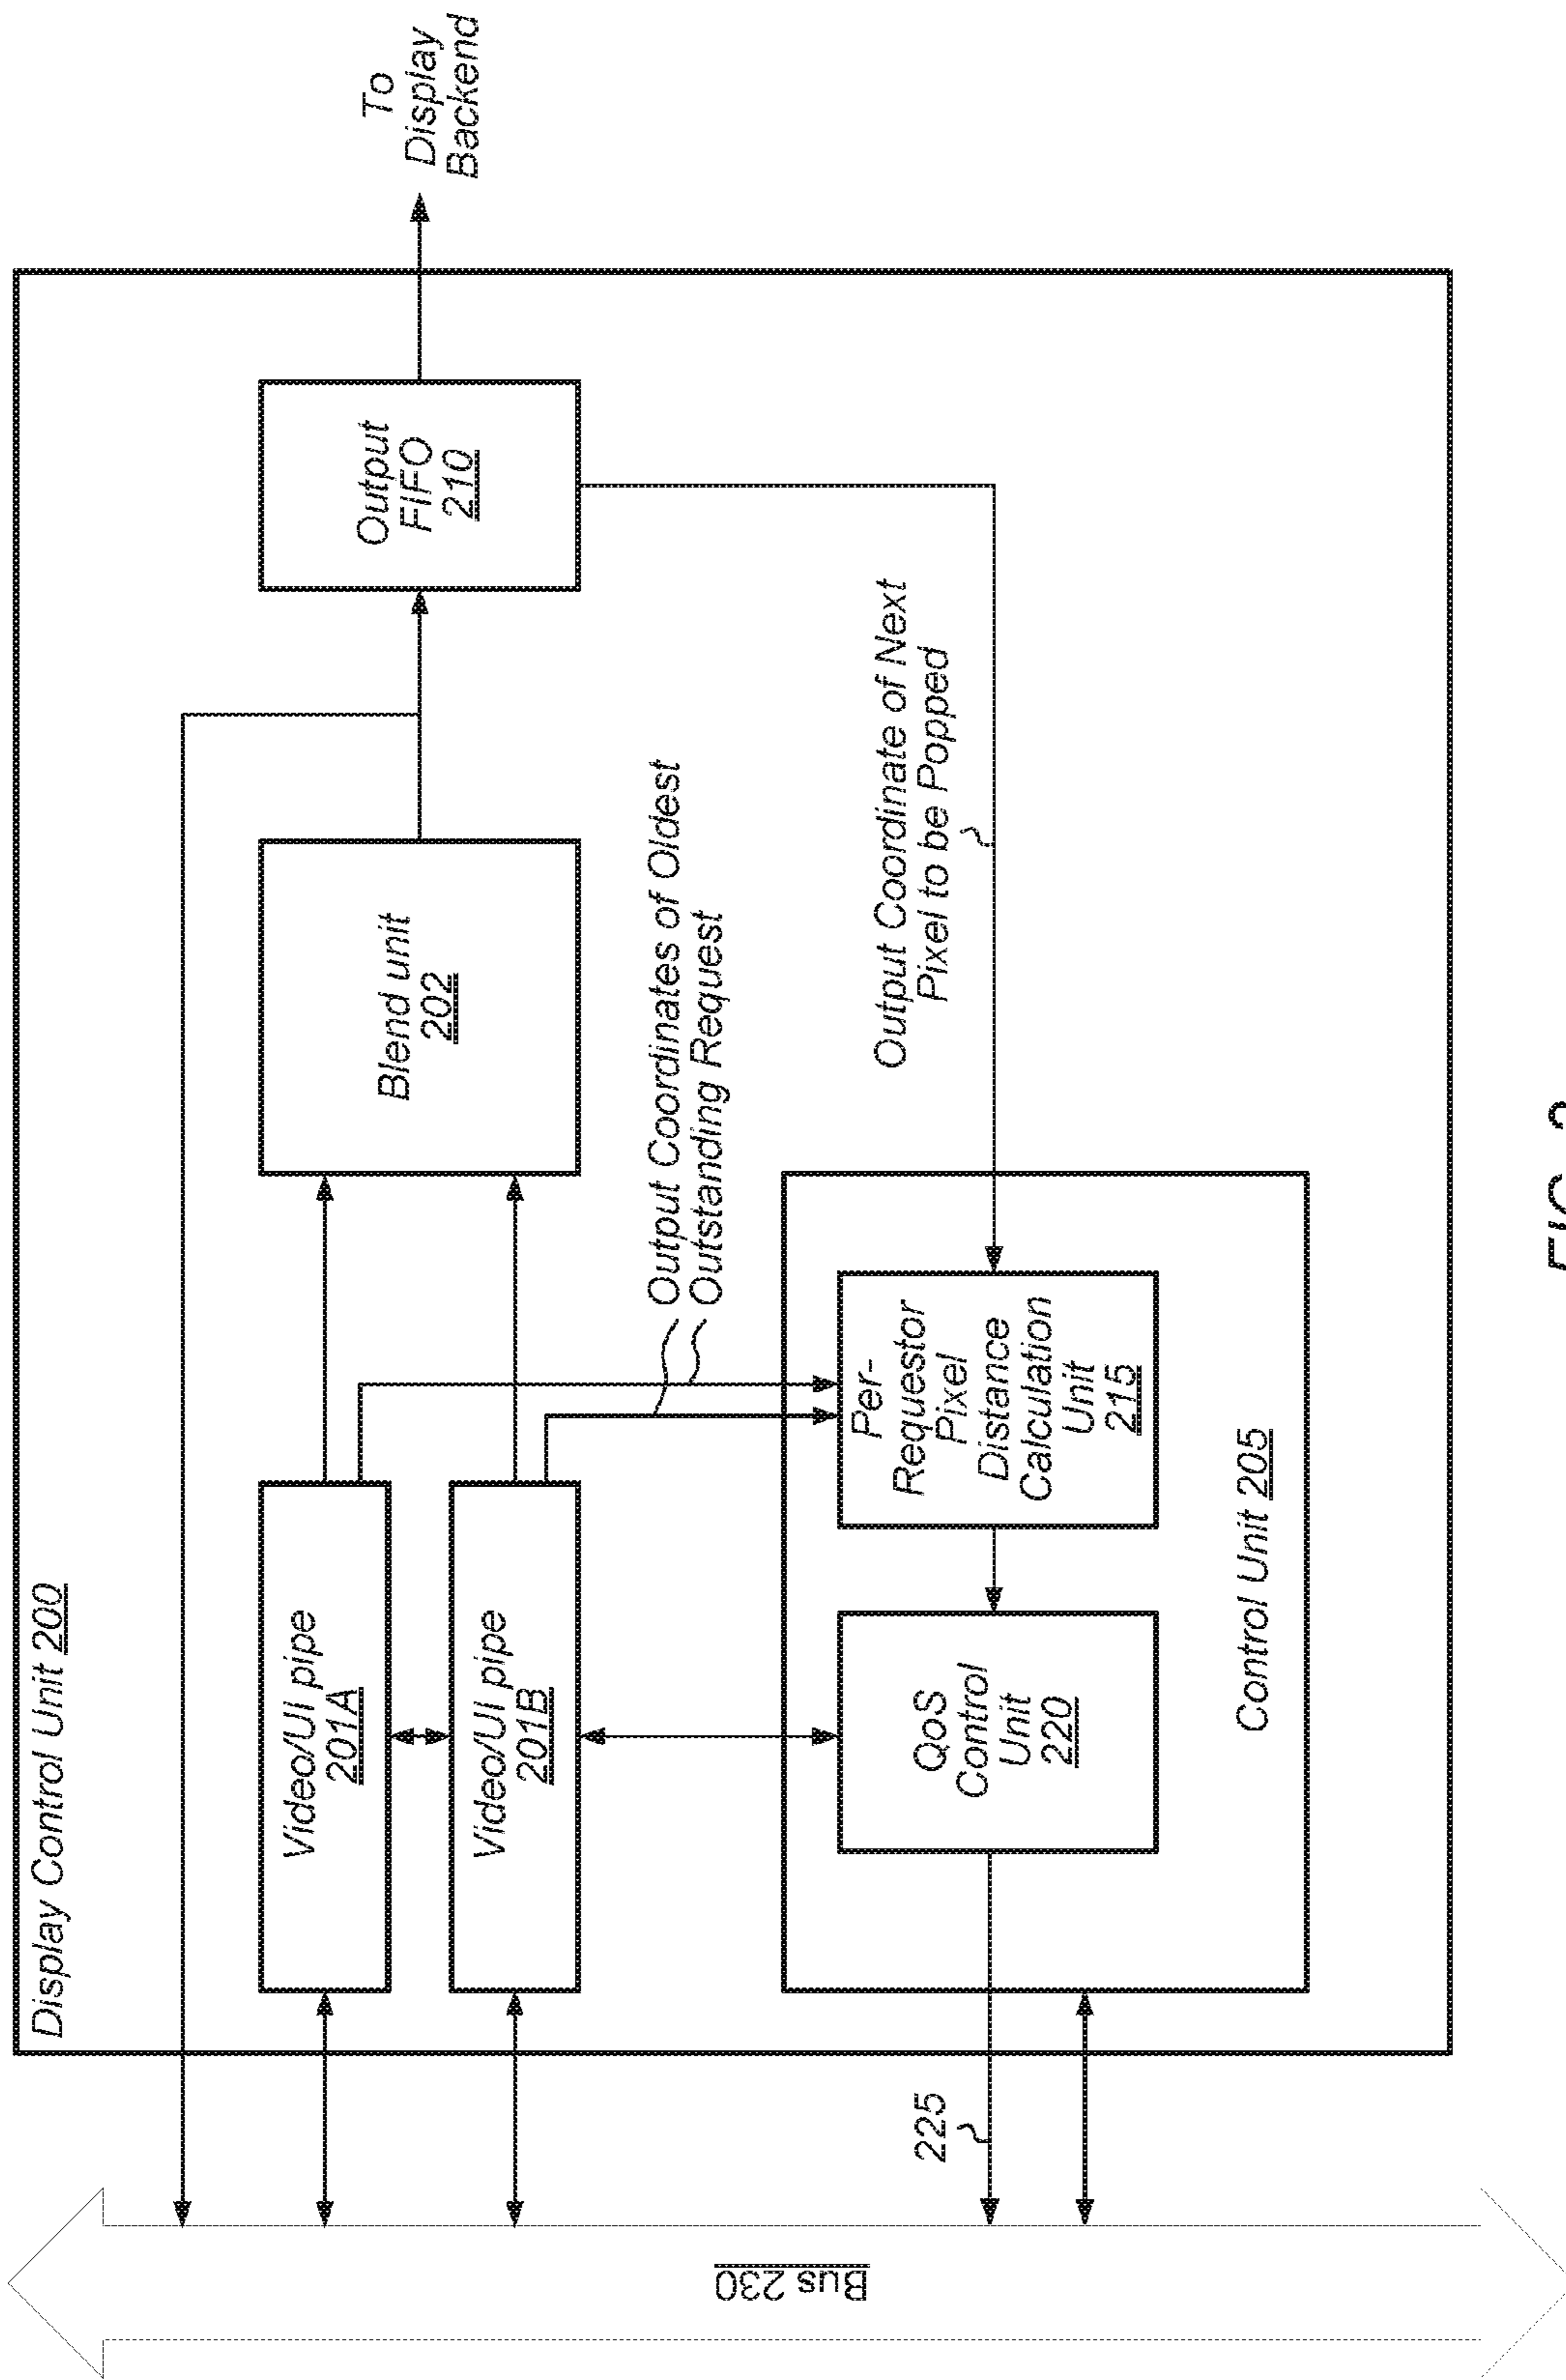 Display Control Unit 200
To
Display
Backend
Video/UI pipe
201A
Video/UI pipe
201B
Blend unit
202
Output
FIFO
210
Output Coordinates of Oldest
Outstanding Request
Output Coordinate of Next
Pixel to be Popped
QoS
Control
Unit
220
Per-
Requestor
Pixel
Distance
Calculation
Unit
215
Control Unit 205
225
Bus 230